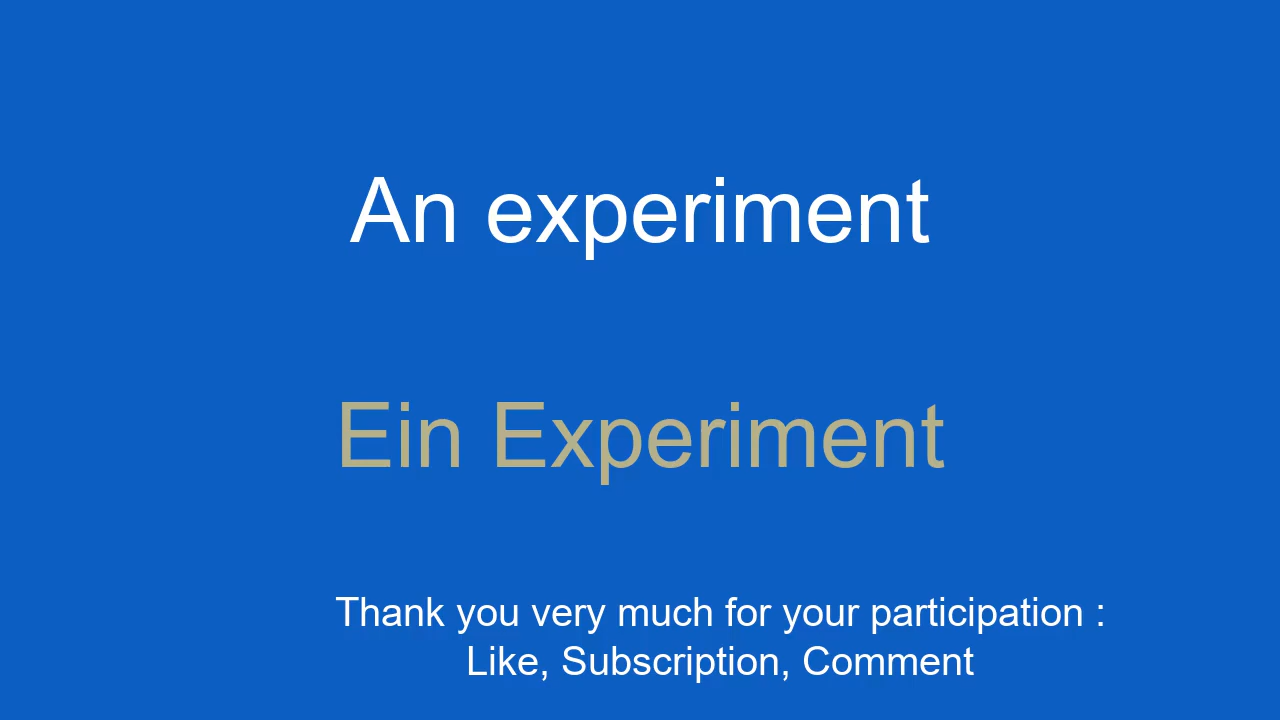 An experiment
Ein Experiment
Thank you very much for your participation :
Like, Subscription, Comment